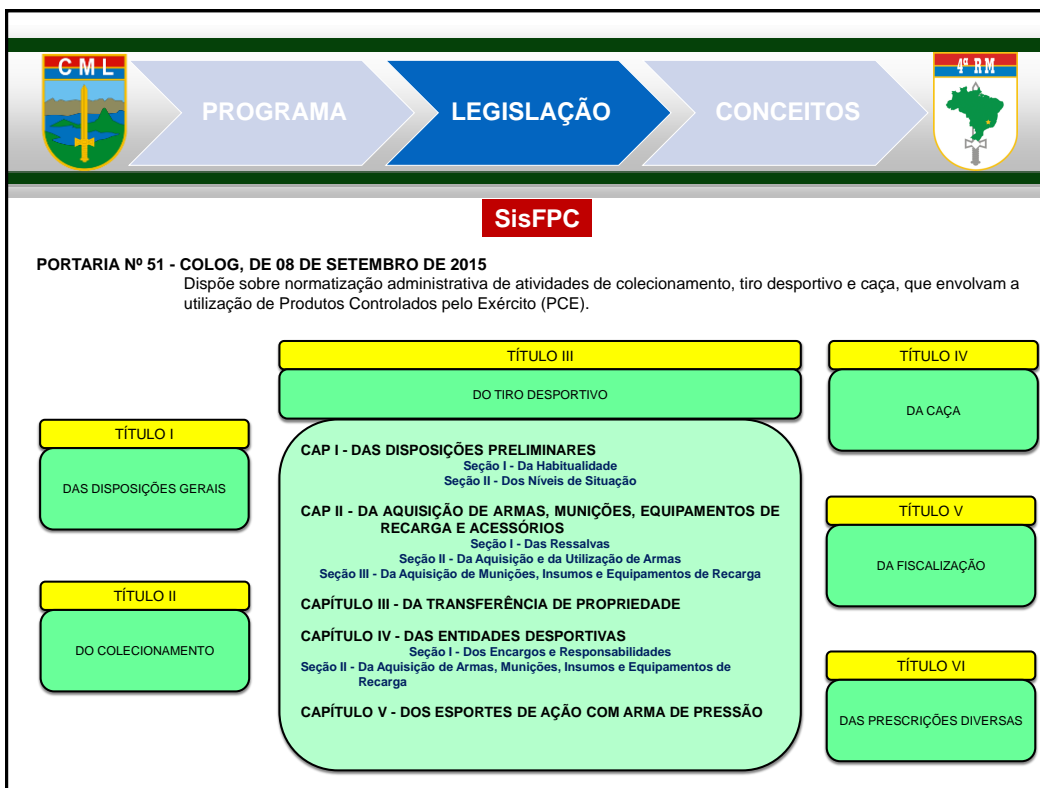 C M L
PROGRAMA
LEGISLAÇÃO
CONCEITOS
4ª RM
SisFPC
PORTARIA Nº 51 - COLOG, DE 08 DE SETEMBRO DE 2015
Dispõe sobre normatização administrativa de atividades de colecionamento, tiro desportivo e caça, que envolvam a
utilização de Produtos Controlados pelo Exército (PCE).
TÍTULO I
DAS DISPOSIÇÕES GERAIS
TÍTULO II
DO COLECIONAMENTO
TÍTULO III
DO TIRO DESPORTIVO
CAP I - DAS DISPOSIÇÕES PRELIMINARES
Seção I - Da Habitualidade
Seção II - Dos Níveis de Situação
CAP II - DA AQUISIÇÃO DE ARMAS, MUNIÇÕES, EQUIPAMENTOS DE
RECARGA E ACESSÓRIOS
Seção I - Das Ressalvas
Seção II - Da Aquisição e da Utilização de Armas
Seção III - Da Aquisição de Munições, Insumos e Equipamentos de Recarga
CAPÍTULO III - DA TRANSFERÊNCIA DE PROPRIEDADE
CAPÍTULO IV - DAS ENTIDADES DESPORTIVAS
Seção I - Dos Encargos e Responsabilidades
Seção II - Da Aquisição de Armas, Munições, Insumos e Equipamentos de
Recarga
CAPÍTULO V - DOS ESPORTES DE AÇÃO COM ARMA DE PRESSÃO
TÍTULO IV
DA CAÇA
TÍTULO V
DA FISCALIZAÇÃO
TÍTULO VI
DAS PRESCRIÇÕES DIVERSAS